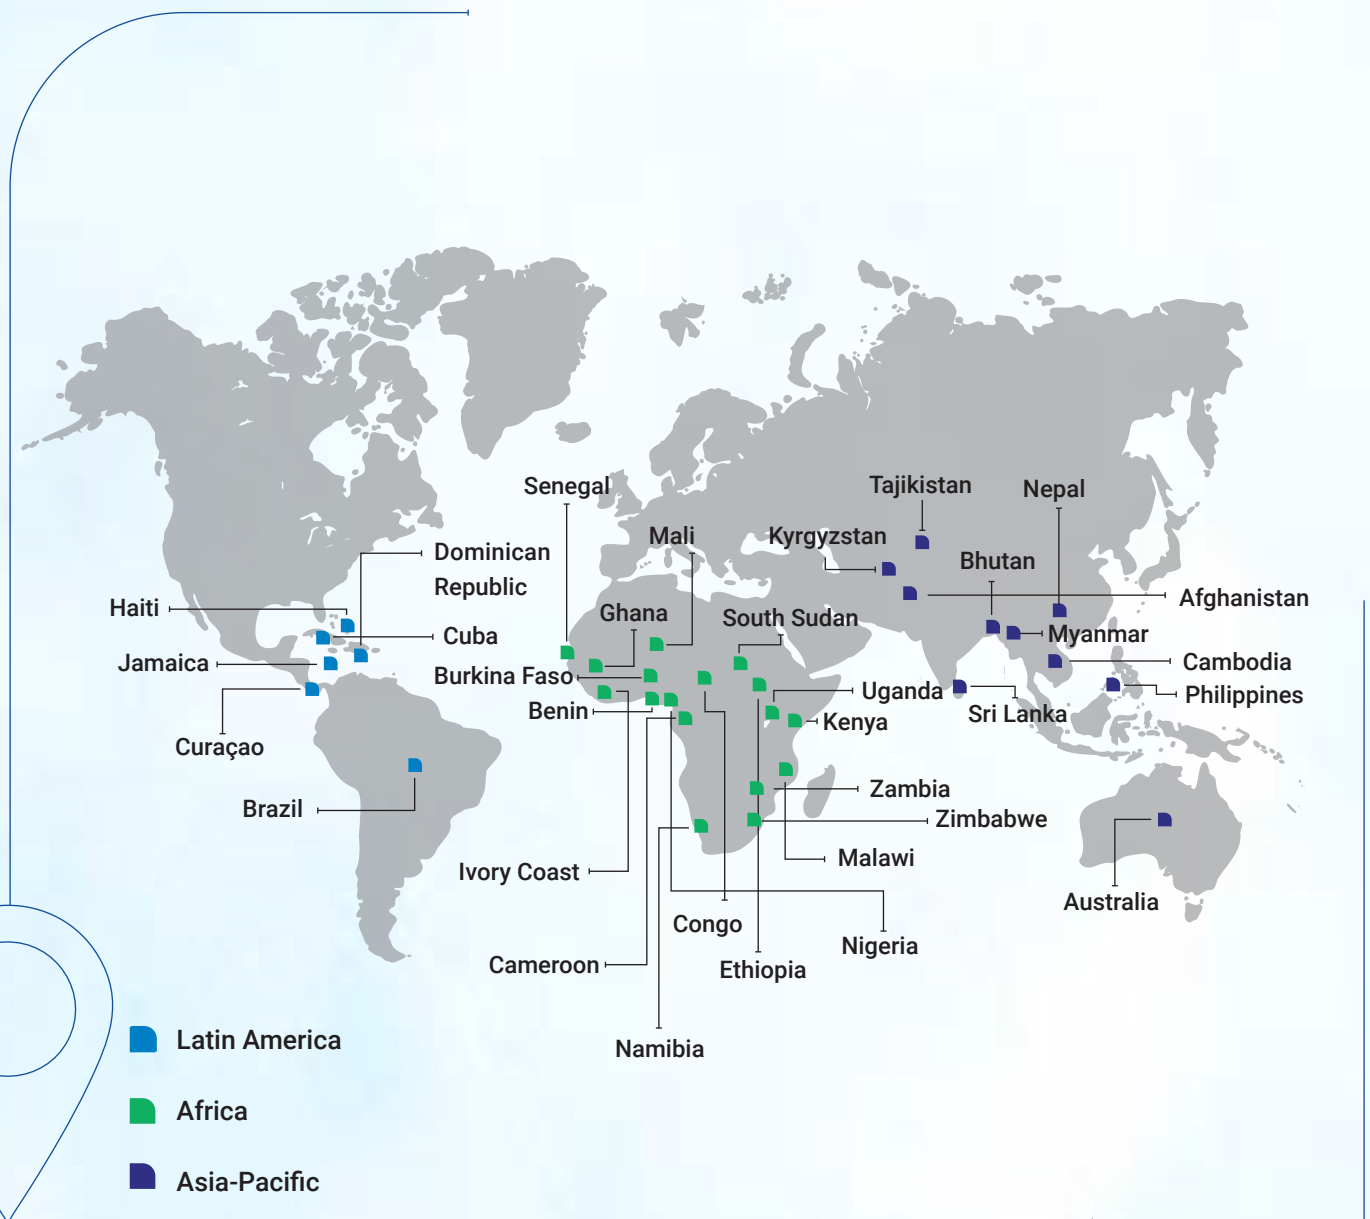 Senegal
Tajikistan
Nepal
Mali
Kyrgyzstan
Dominican
Republic
Bhutan
Haiti
Ghana
South Sudan
Afghanistan
Cuba
Myanmar
Jamaica
Burkina Faso
Cambodia
Uganda
Philippines
Benin
Kenya
Sri Lanka
Curaçao
Brazil
Zambia
Zimbabwe
Ivory Coast
Malawi
Australia
Congo
Nigeria
Cameroon
Ethiopia
Namibia
Latin America
Africa
Asia-Pacific